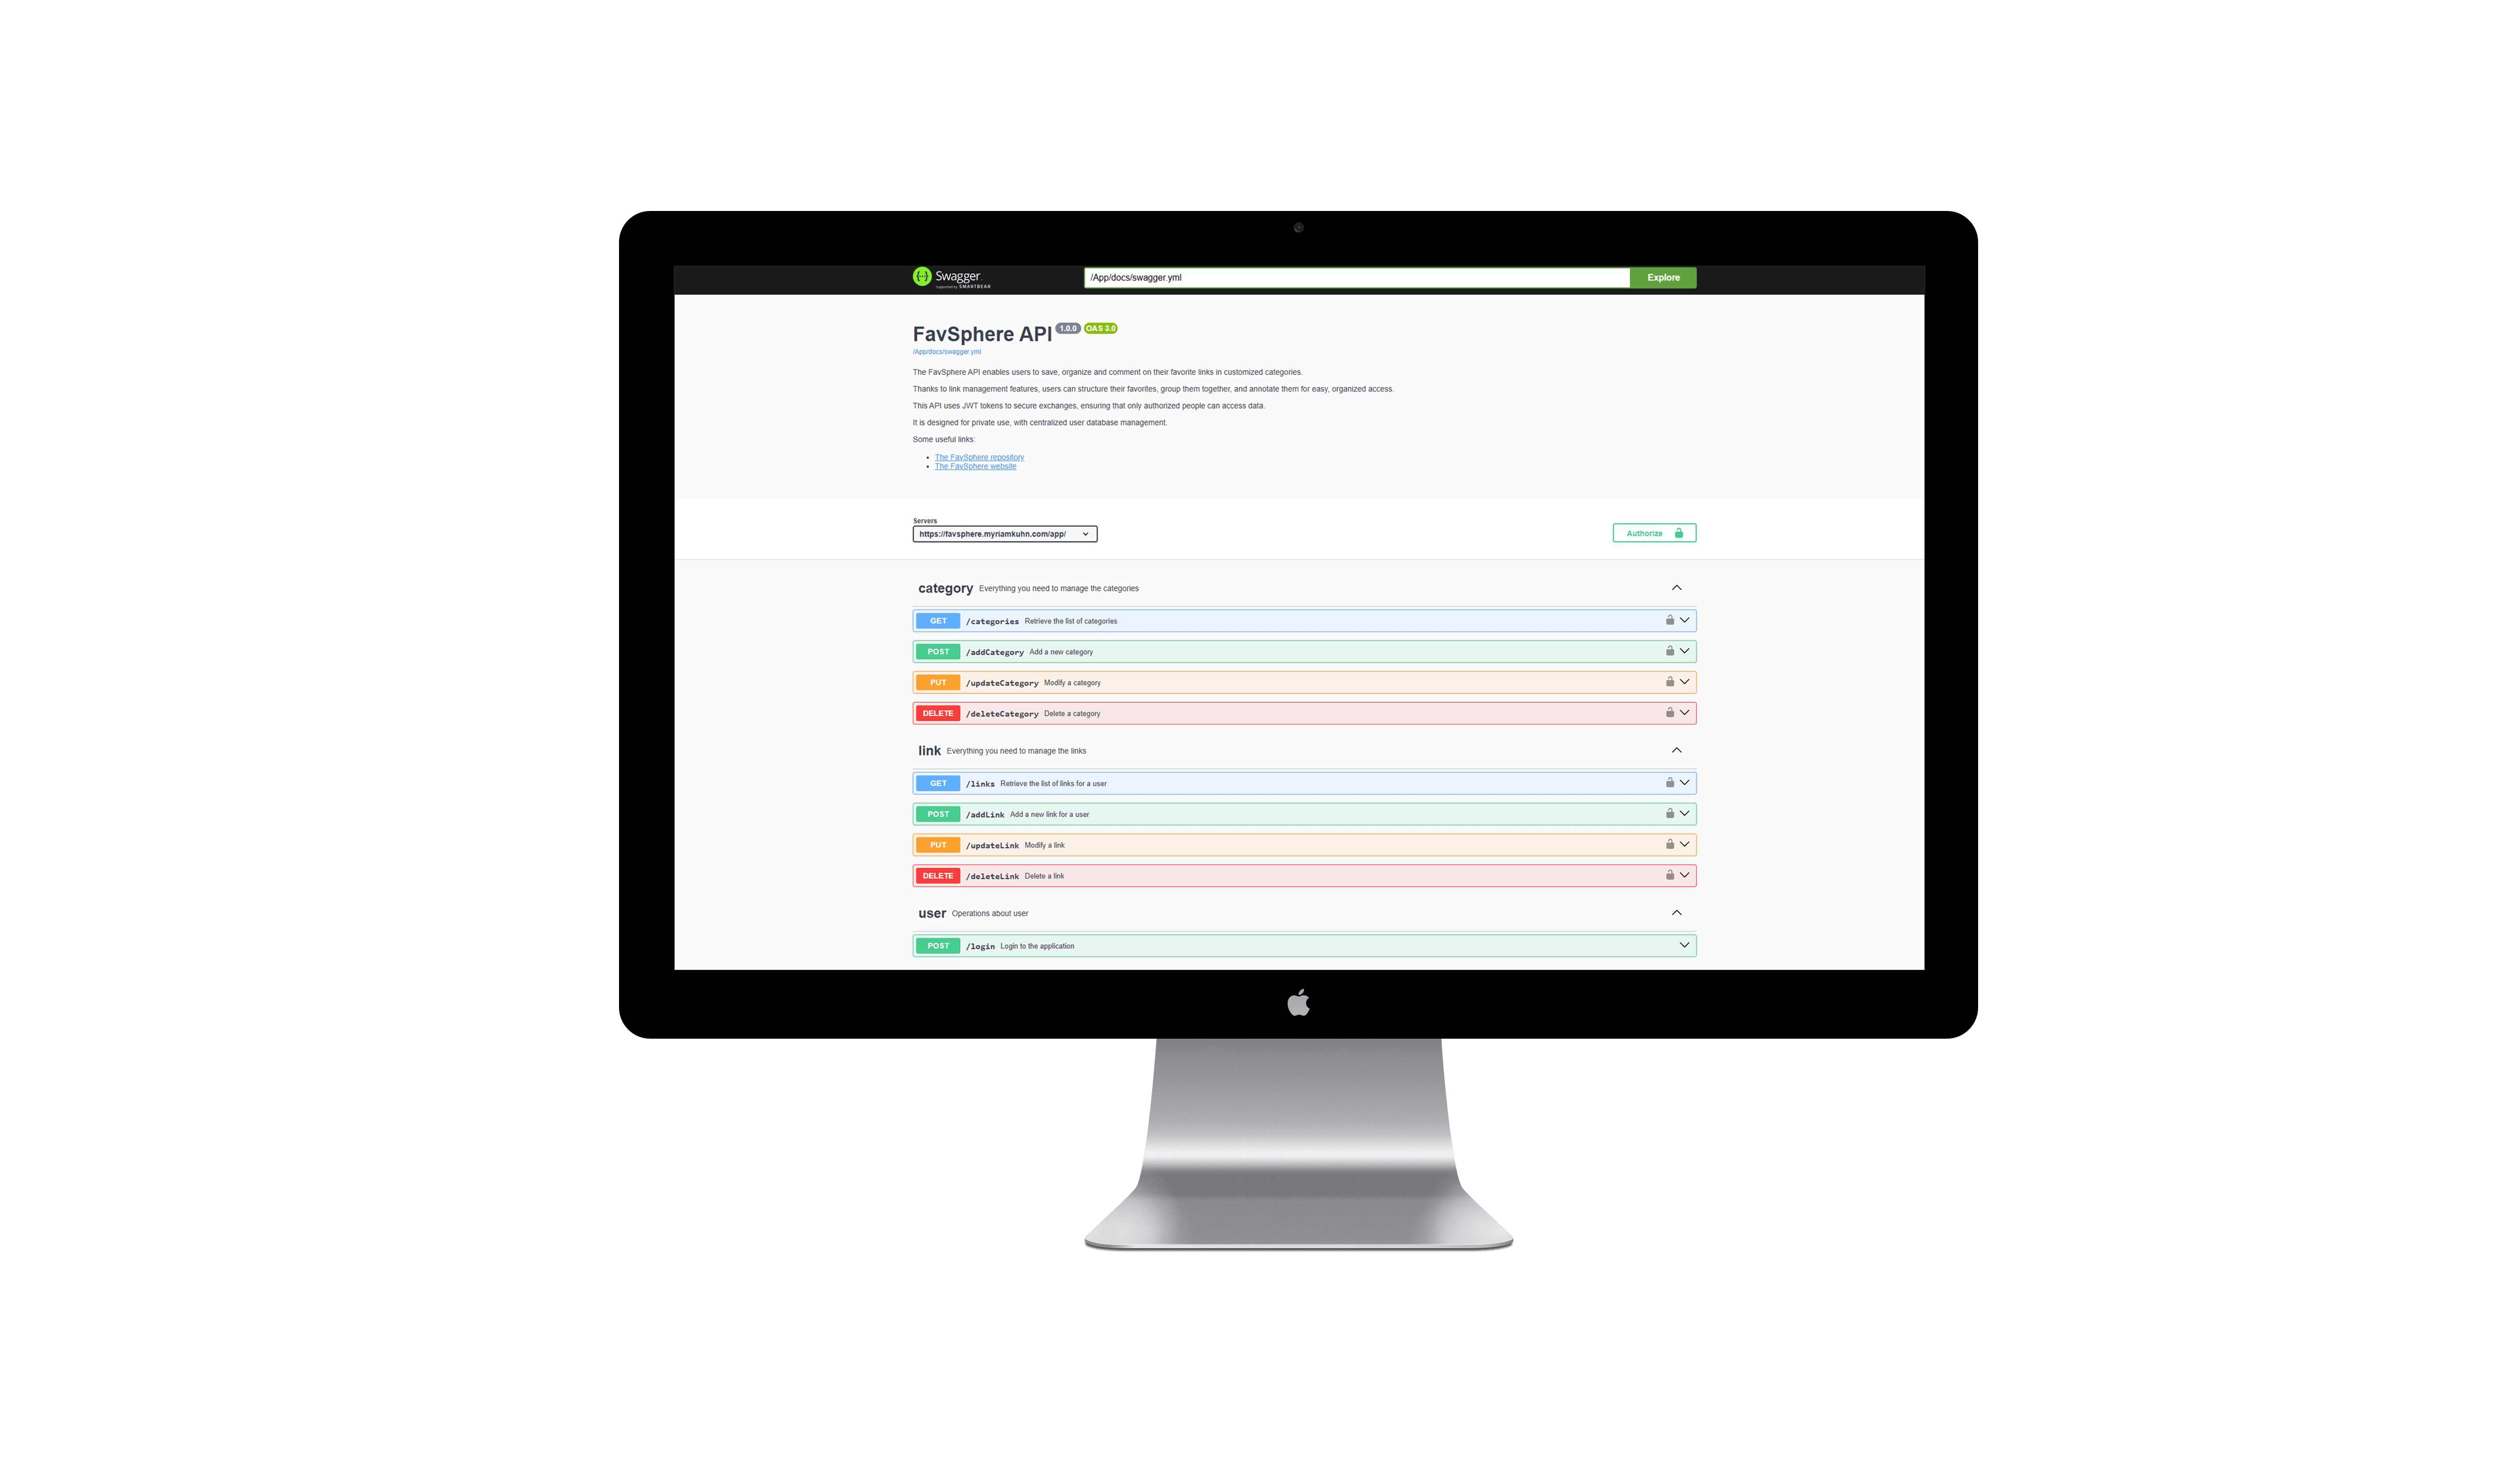 Swagger
Supported by SMARTBEAR
/App/docs/swagger.yml
Explore
FavSphere API 1.0.0 OAS 3.0
/App/docs/swagger.yml
The FavSphere API enables users to save, organize and comment on their favorite links in customized categories.
Thanks to link management features, users can structure their favorites, group them together, and annotate them for easy, organized access.
This API uses JWT tokens to secure exchanges, ensuring that only authorized people can access data.
It is designed for private use, with centralized user database management.
Some useful links:
The FavSphere repository
The FavSphere website
Servers
https://favsphere.myriamkuhn.com/app/
Authorize
category Everything you need to manage the categories
GET /categories Retrieve the list of categories
POST /addCategory Add a new category
PUT /updateCategory Modify a category
DELETE /deleteCategory Delete a category
link Everything you need to manage the links
GET /links Retrieve the list of links for a user
POST /addLink Add a new link for a user
PUT /updateLink Modify a link
DELETE /deleteLink Delete a link
user Operations about user
POST /login Login to the application